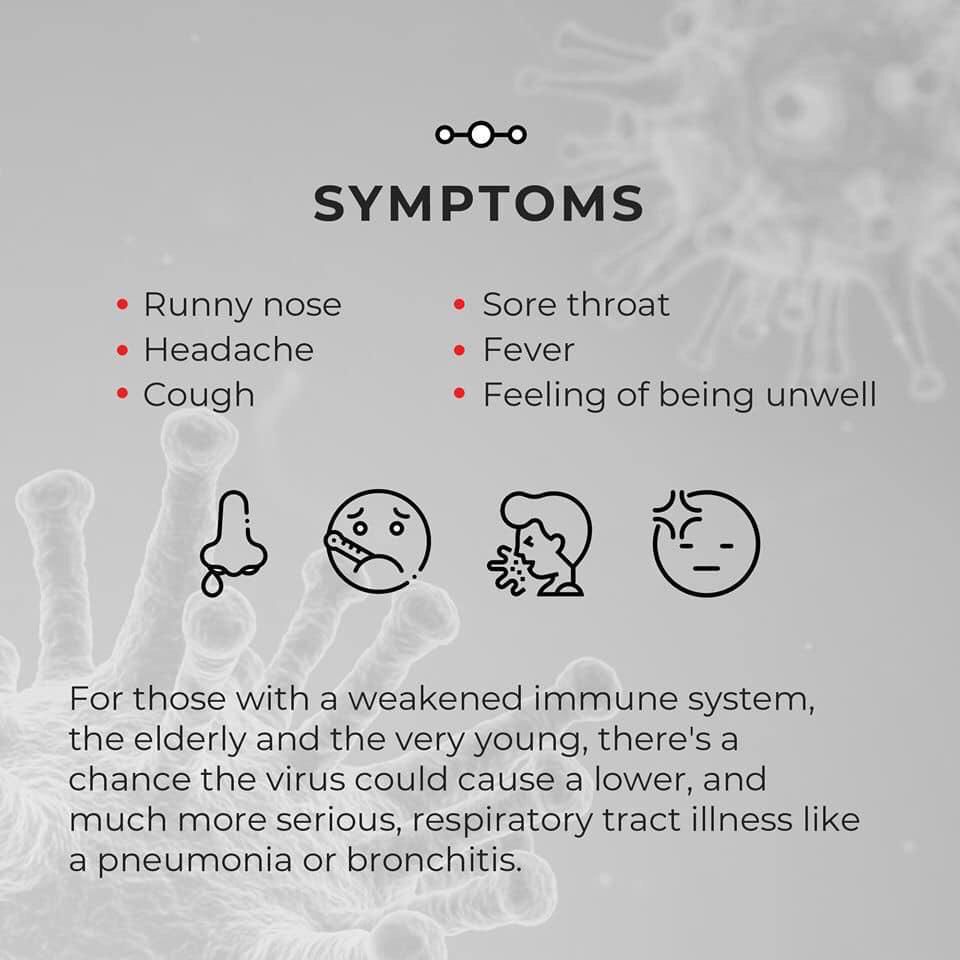 SYMPTOMS
Runny nose
Headache
Cough
Sore throat
Fever
Feeling of being unwell
For those with a weakened immune system,
the elderly and the very young, there's a
chance the virus could cause a lower, and
much more serious, respiratory tract illness like
a pneumonia or bronchitis.